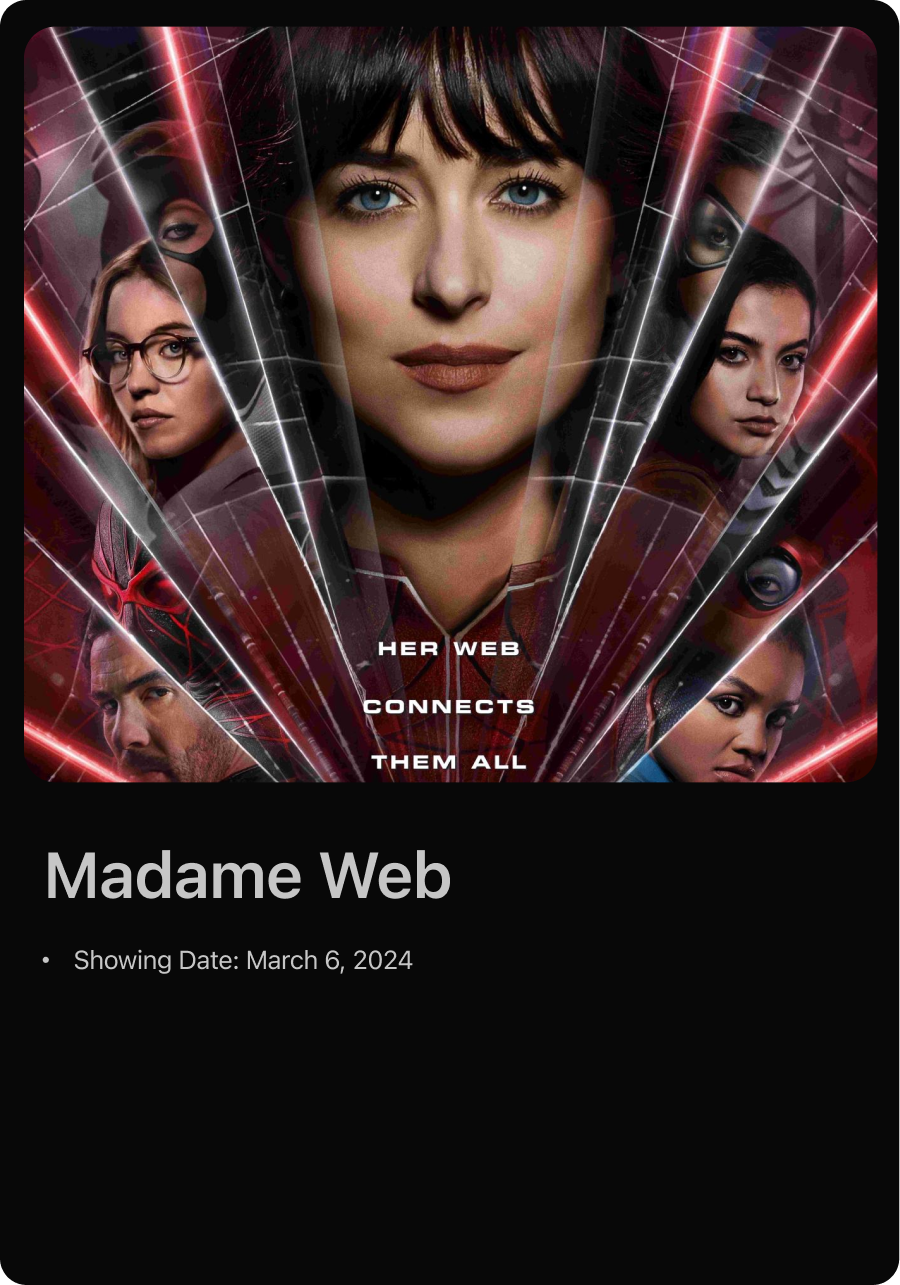 HER WEB
CONNECTS
THEM ALL
Madame Web
• Showing Date: March 6, 2024